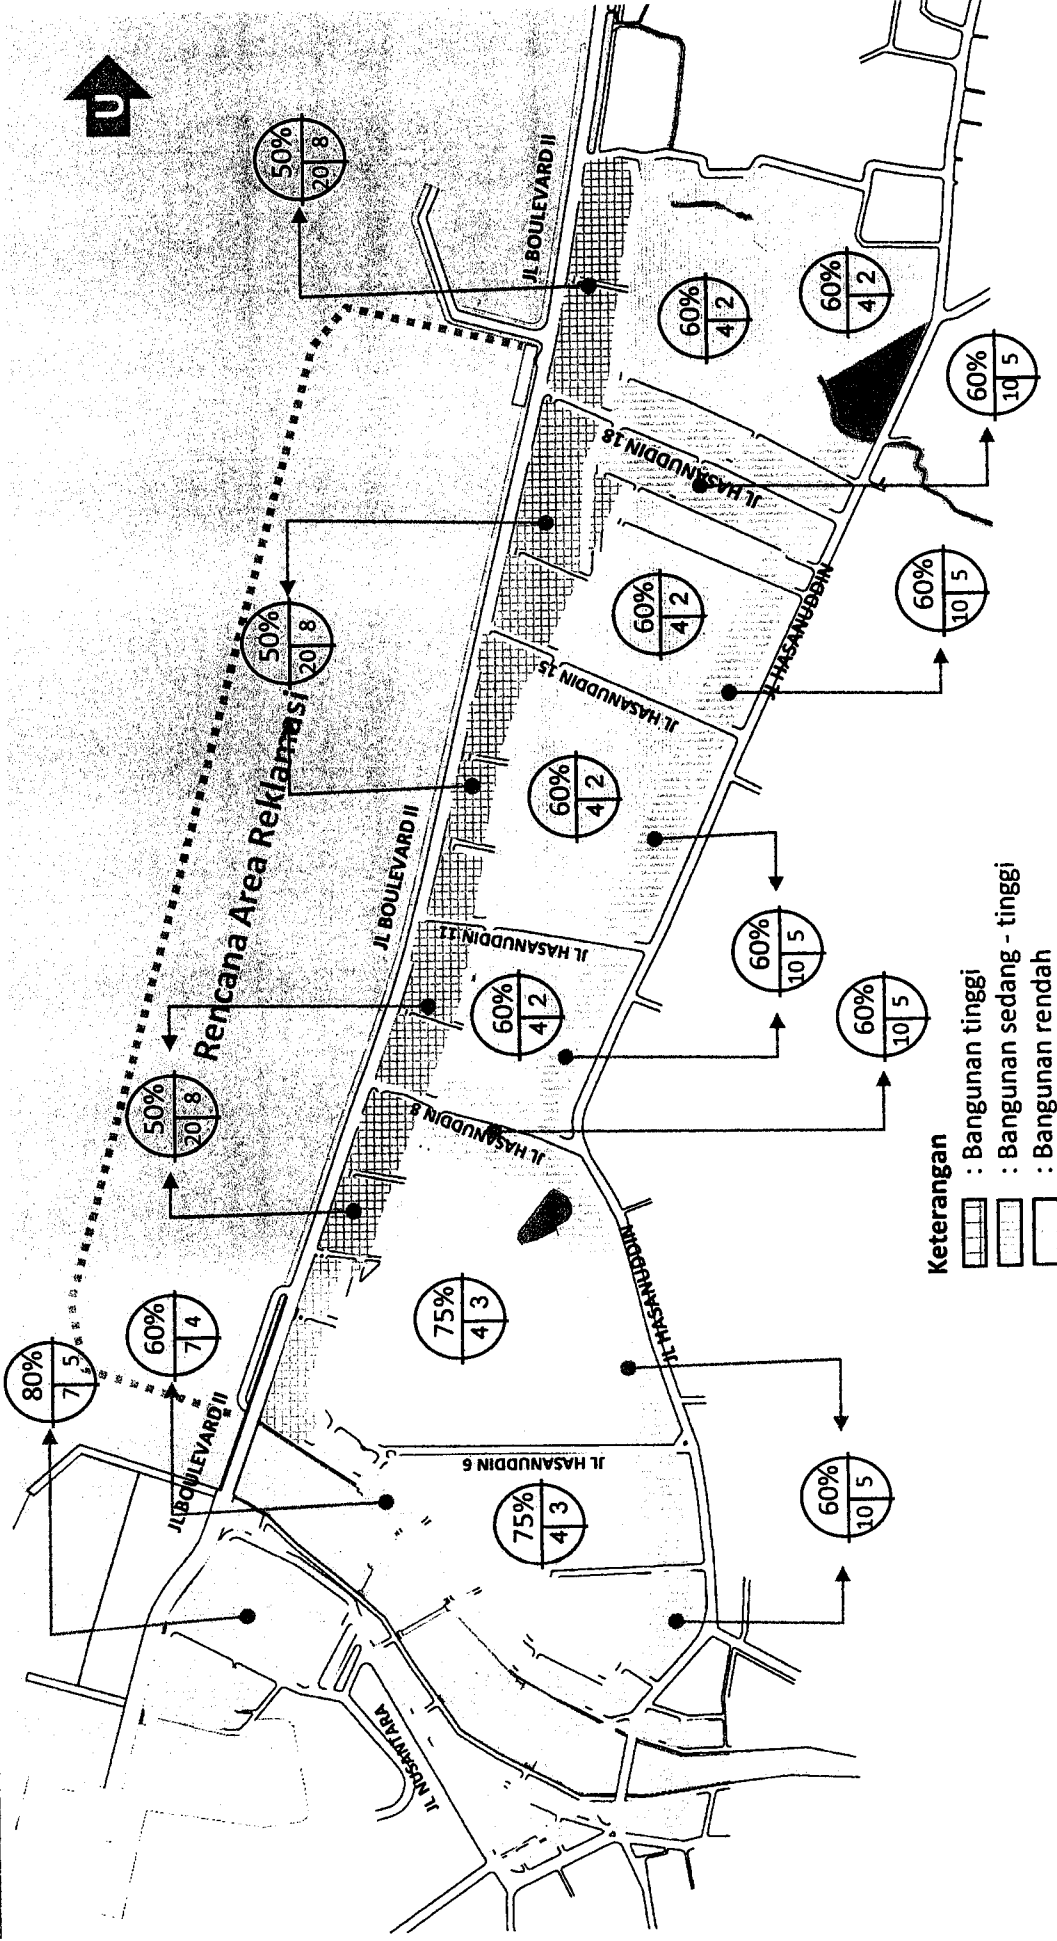 U
80%
7 5
60%
7 4
50%
20 8
50%
20 8
50%
20 8
Rencana Area Reklamasi
JL BOULEVARD II
JL BOULEVARD II
JL BOULEVARD II
JL NUSANTARA
JL HASANUDDIN 6
JL HASANUDDIN 8
JL HASANUDDIN 11
JL HASANUDDIN 15
JL HASANUDDIN 18
75%
4 3
75%
4 3
60%
4 2
60%
4 2
60%
4 2
60%
4 2
60%
4 2
JL HASANUDDIN
JL HASANUDDIN
60%
10 5
60%
10 5
60%
10 5
60%
10 5
60%
10 5
Keterangan
: Bangunan tinggi
: Bangunan sedang - tinggi
: Bangunan rendah